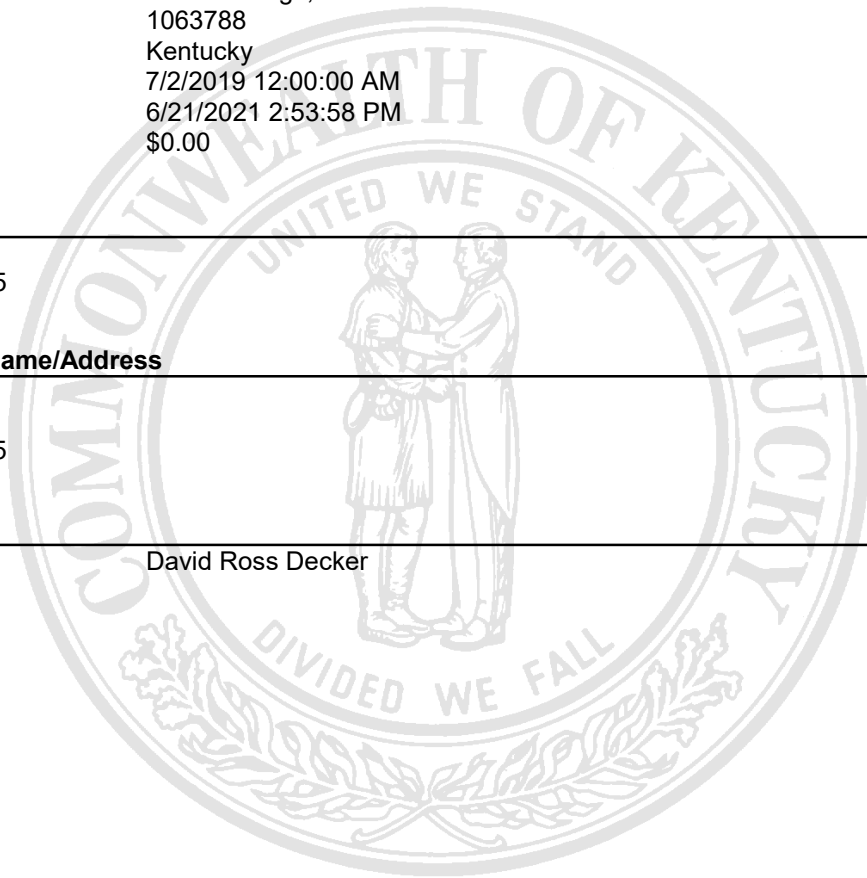 1063788
Kentucky
7/2/2019 12:00:00 AM
6/21/2021 2:53:58 PM
$0.00
COMMONWEALTH OF KENTUCKY
UNITED WE STAND
5
ame/Address
5
David Ross Decker
DIVIDED WE FALL